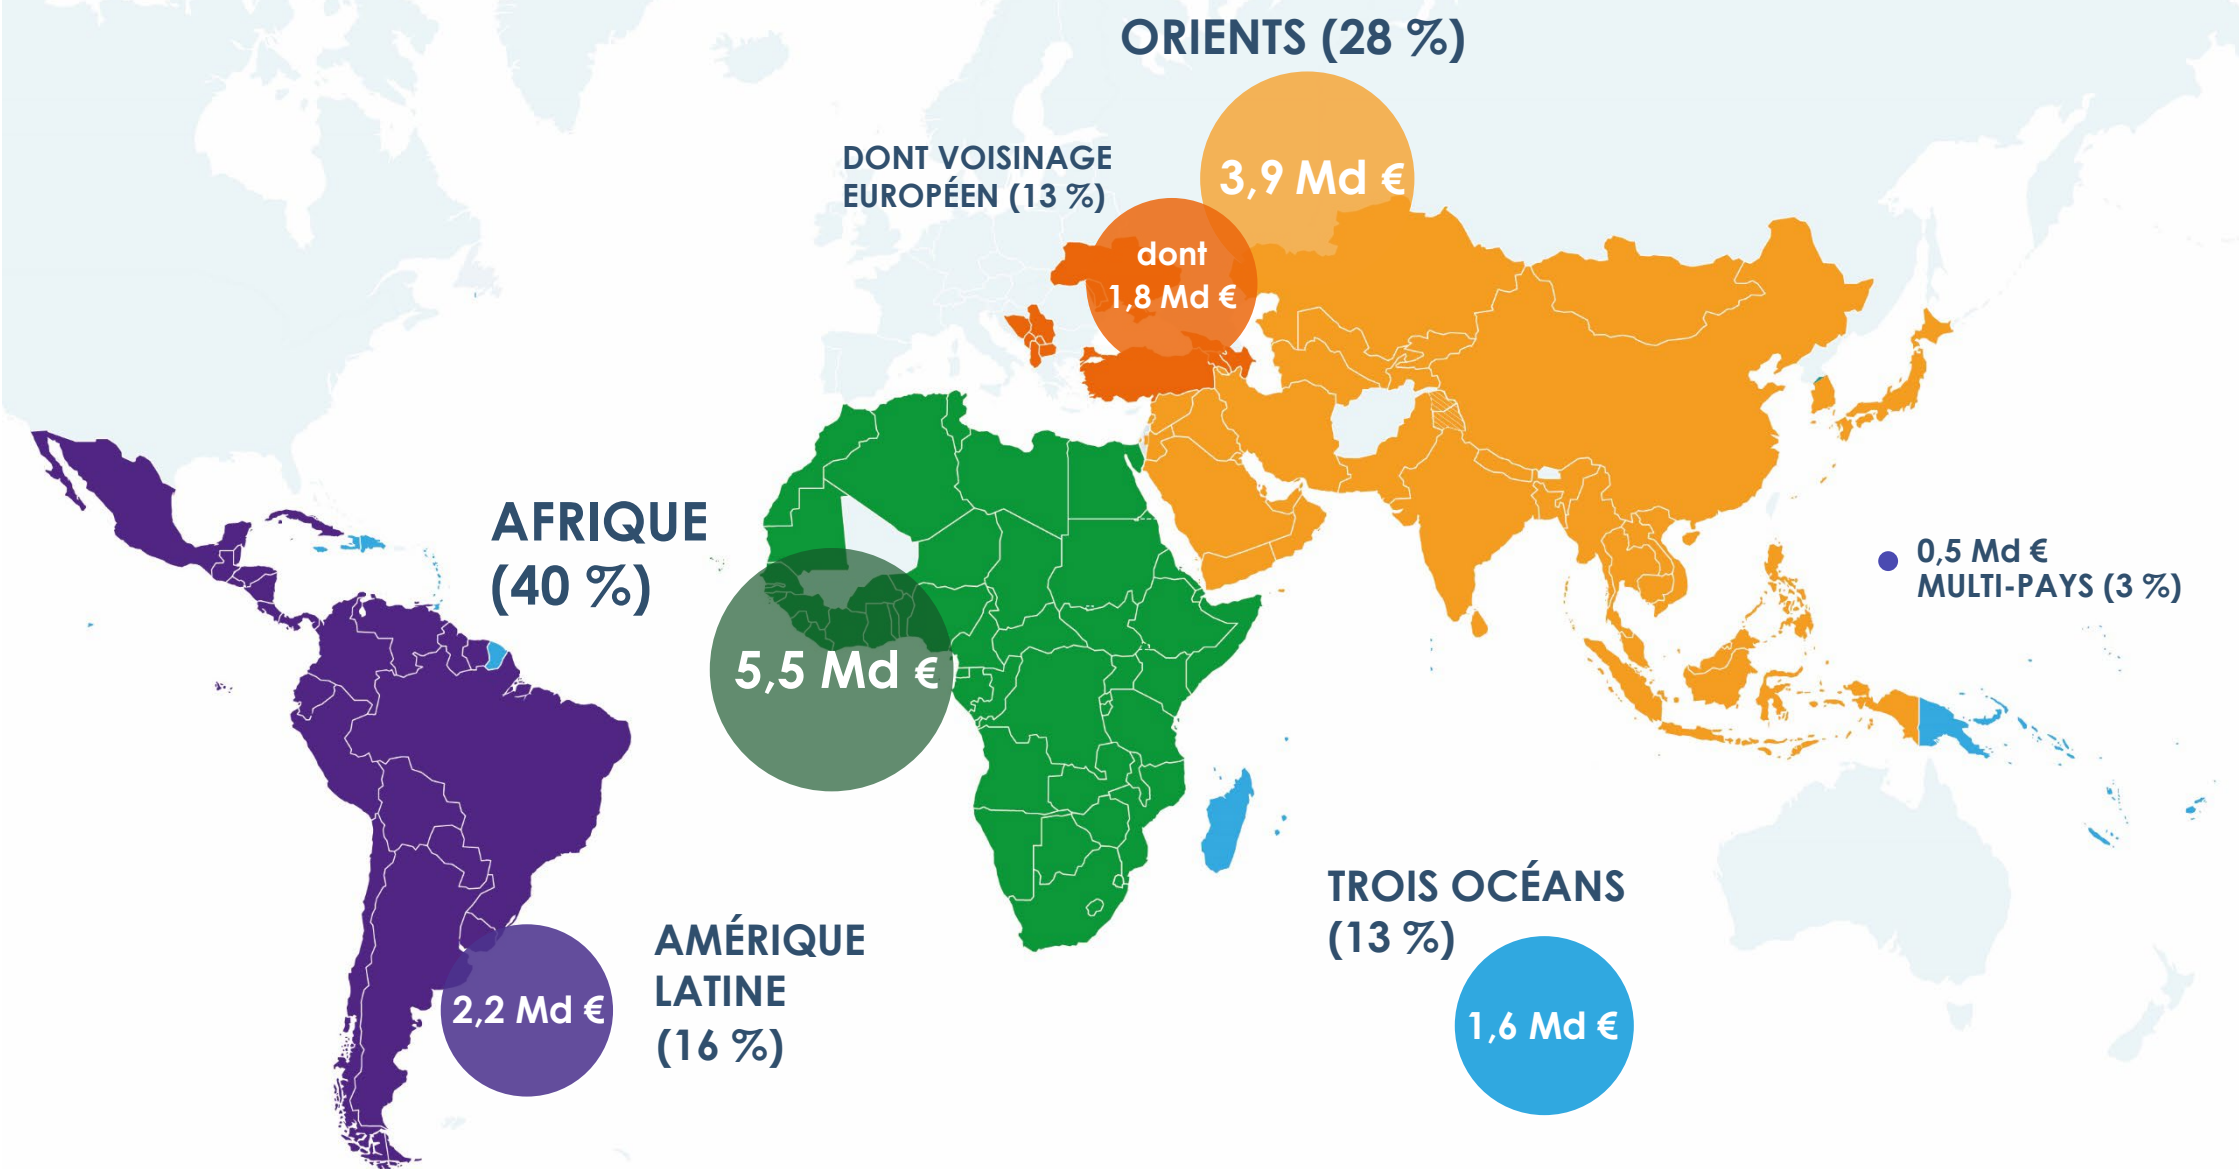 ORIENTS (28 %)
3,9 Md €
DONT VOISINAGE
EUROPÉEN (13 %)
dont
1,8 Md €
AFRIQUE
(40 %)
5,5 Md €
0,5 Md €
MULTI-PAYS (3 %)
TROIS OCÉANS
(13 %)
1,6 Md €
AMÉRIQUE
LATINE
(16 %)
2,2 Md €